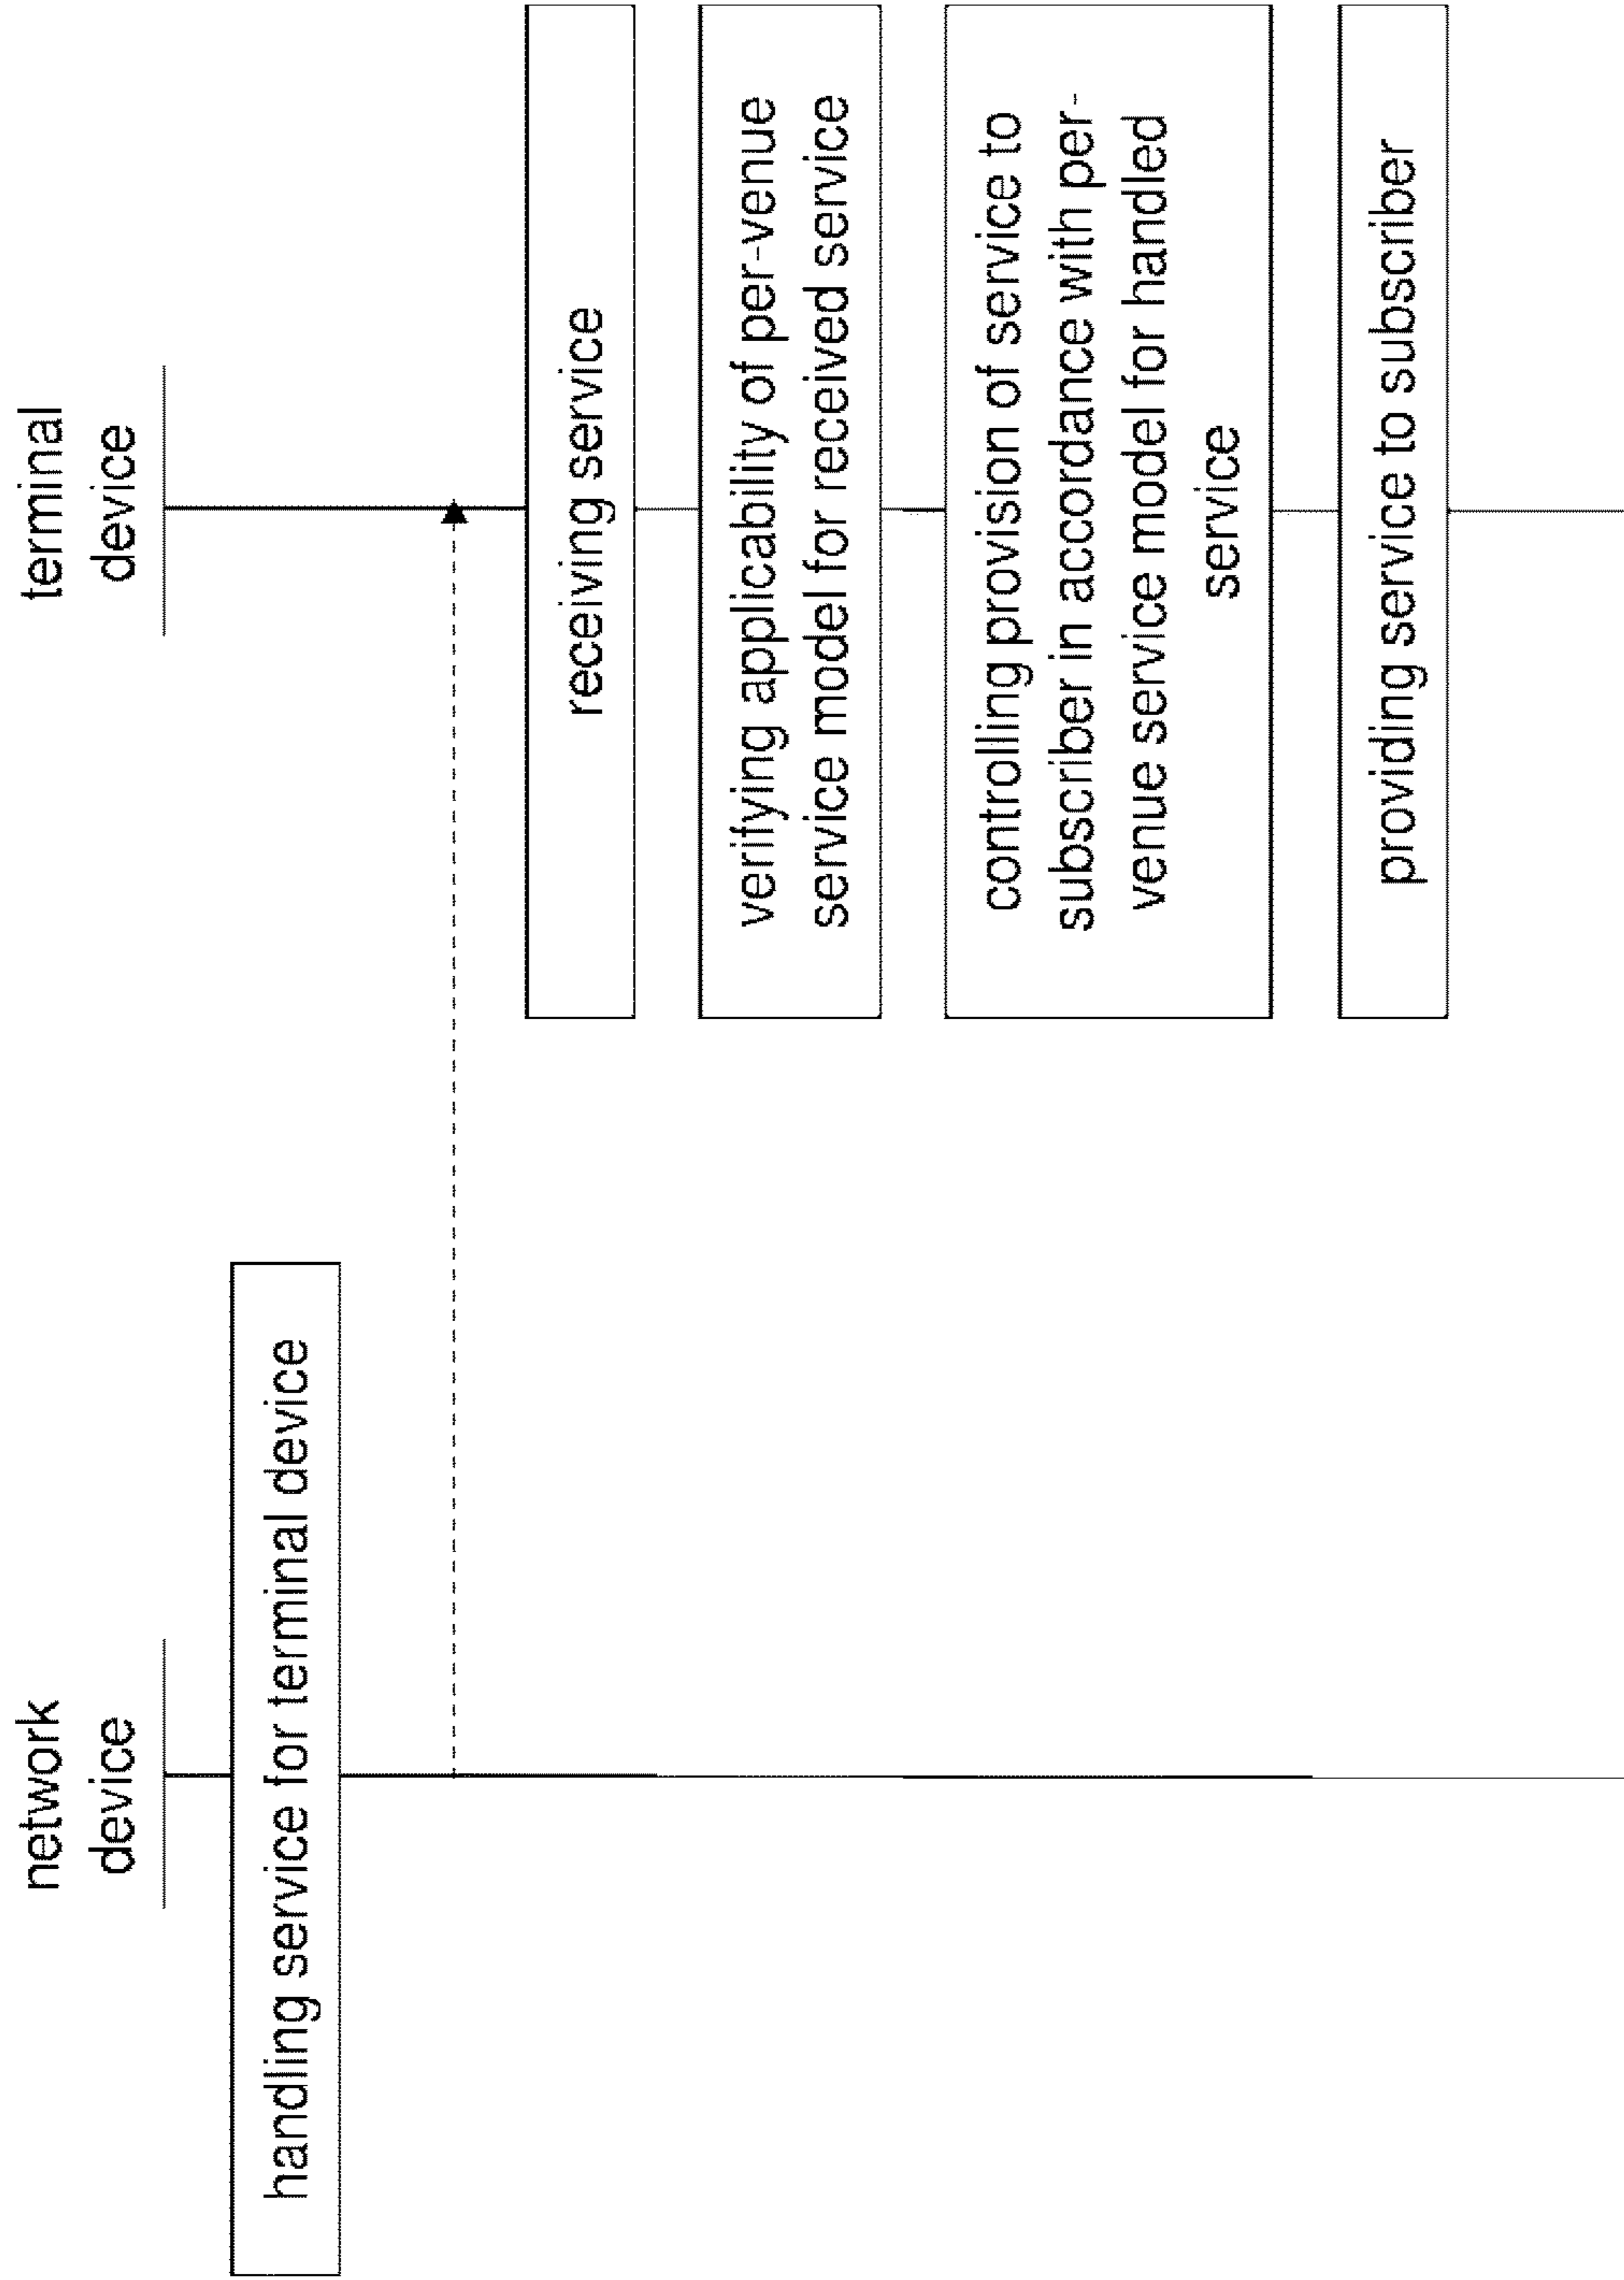 network
device
terminal
device
handling service for terminal device
receiving service
verifying applicability of per-venue
service model for received service
controlling provision of service to
subscriber in accordance with per-
venue service model for handled
service
providing service to subscriber